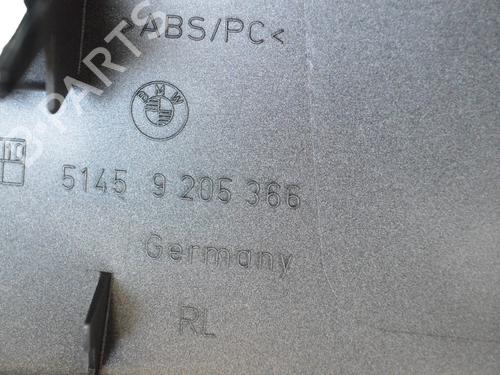 >ABS/PC<
BMW
5145 9 205 366
Germany
RL